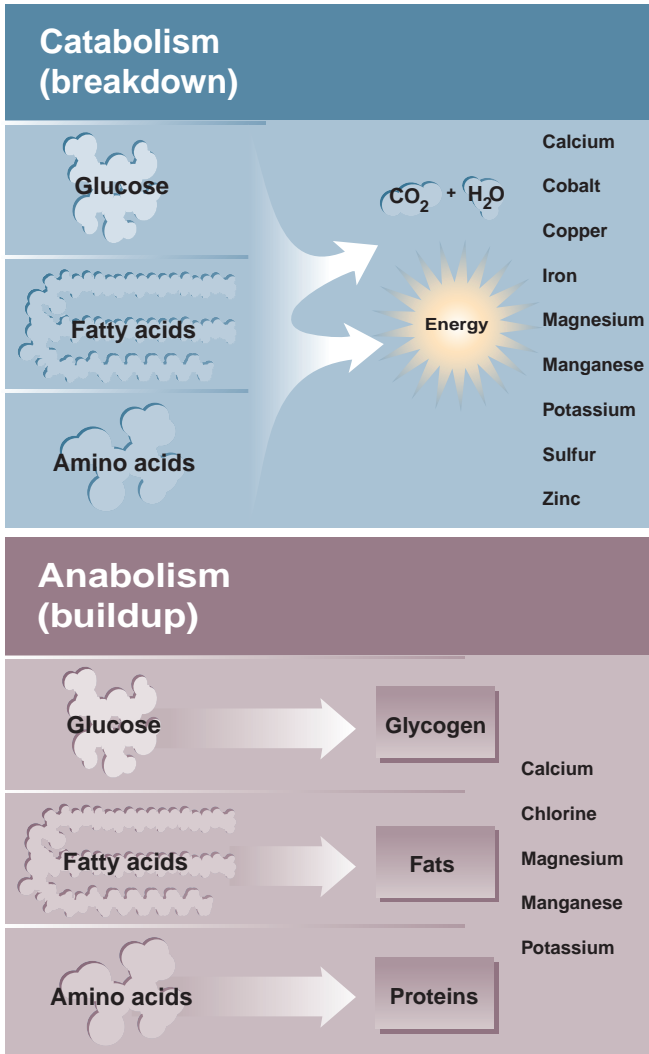 Catabolism
(breakdown)
Glucose
Fatty acids
Amino acids
CO2 + H2O
Energy
Calcium
Cobalt
Copper
Iron
Magnesium
Manganese
Potassium
Sulfur
Zinc
Anabolism
(buildup)
Glucose
Glycogen
Fatty acids
Fats
Amino acids
Proteins
Calcium
Chlorine
Magnesium
Manganese
Potassium